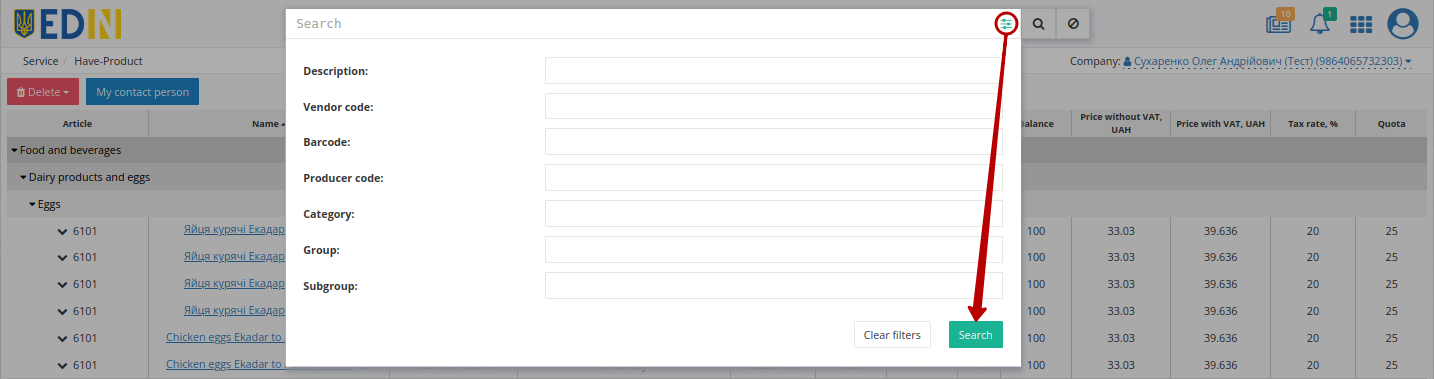 EDIN
Search
10
1
Service / Have-Product
Company: Сухаренко Олег Андрійович (Тест) (9864065732303)
Description:
Delete
My contact person
Vendor code:
Article
Name
Balance
Price without VAT, UAH
Price with VAT, UAH
Tax rate, %
Quota
Barcode:
Food and beverages
Dairy products and eggs
Producer code:
Eggs
Category:
6101 Яйця курячі Екадар 100 33.03 39.636 20 25
Group:
6101 Яйця курячі Екадар 100 33.03 39.636 20 25
Subgroup:
6101 Яйця курячі Екадар 100 33.03 39.636 20 25
6101 Яйця курячі Екадар 100 33.03 39.636 20 25
Clear filters
Search
6101 Chicken eggs Ekadar to 100 33.03 39.636 20 25
6101 Chicken eggs Ekadar to 100 33.03 39.636 20 25